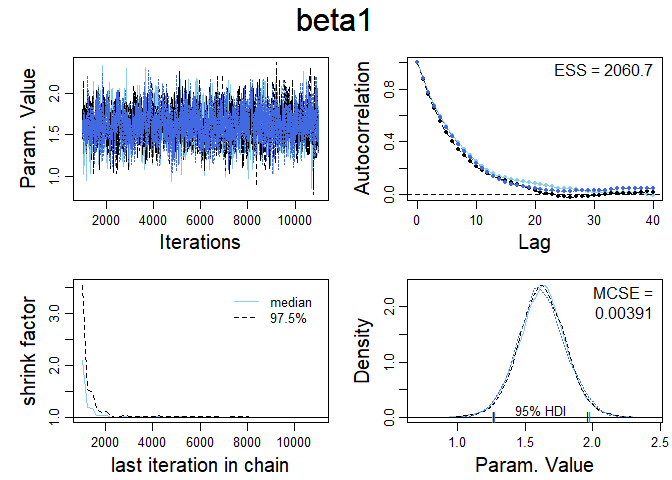 beta1
Param. Value
1.0 1.5 2.0
2000 4000 6000 8000 10000
Iterations
Autocorrelation
0.0 0.4 0.8
ESS = 2060.7
0 10 20 30 40
Lag
shrink factor
1.0 2.0 3.0
median
97.5%
2000 4000 6000 8000 10000
last iteration in chain
Density
0.0 1.0 2.0
MCSE =
0.00391
95% HDI
1.0 1.5 2.0 2.5
Param. Value